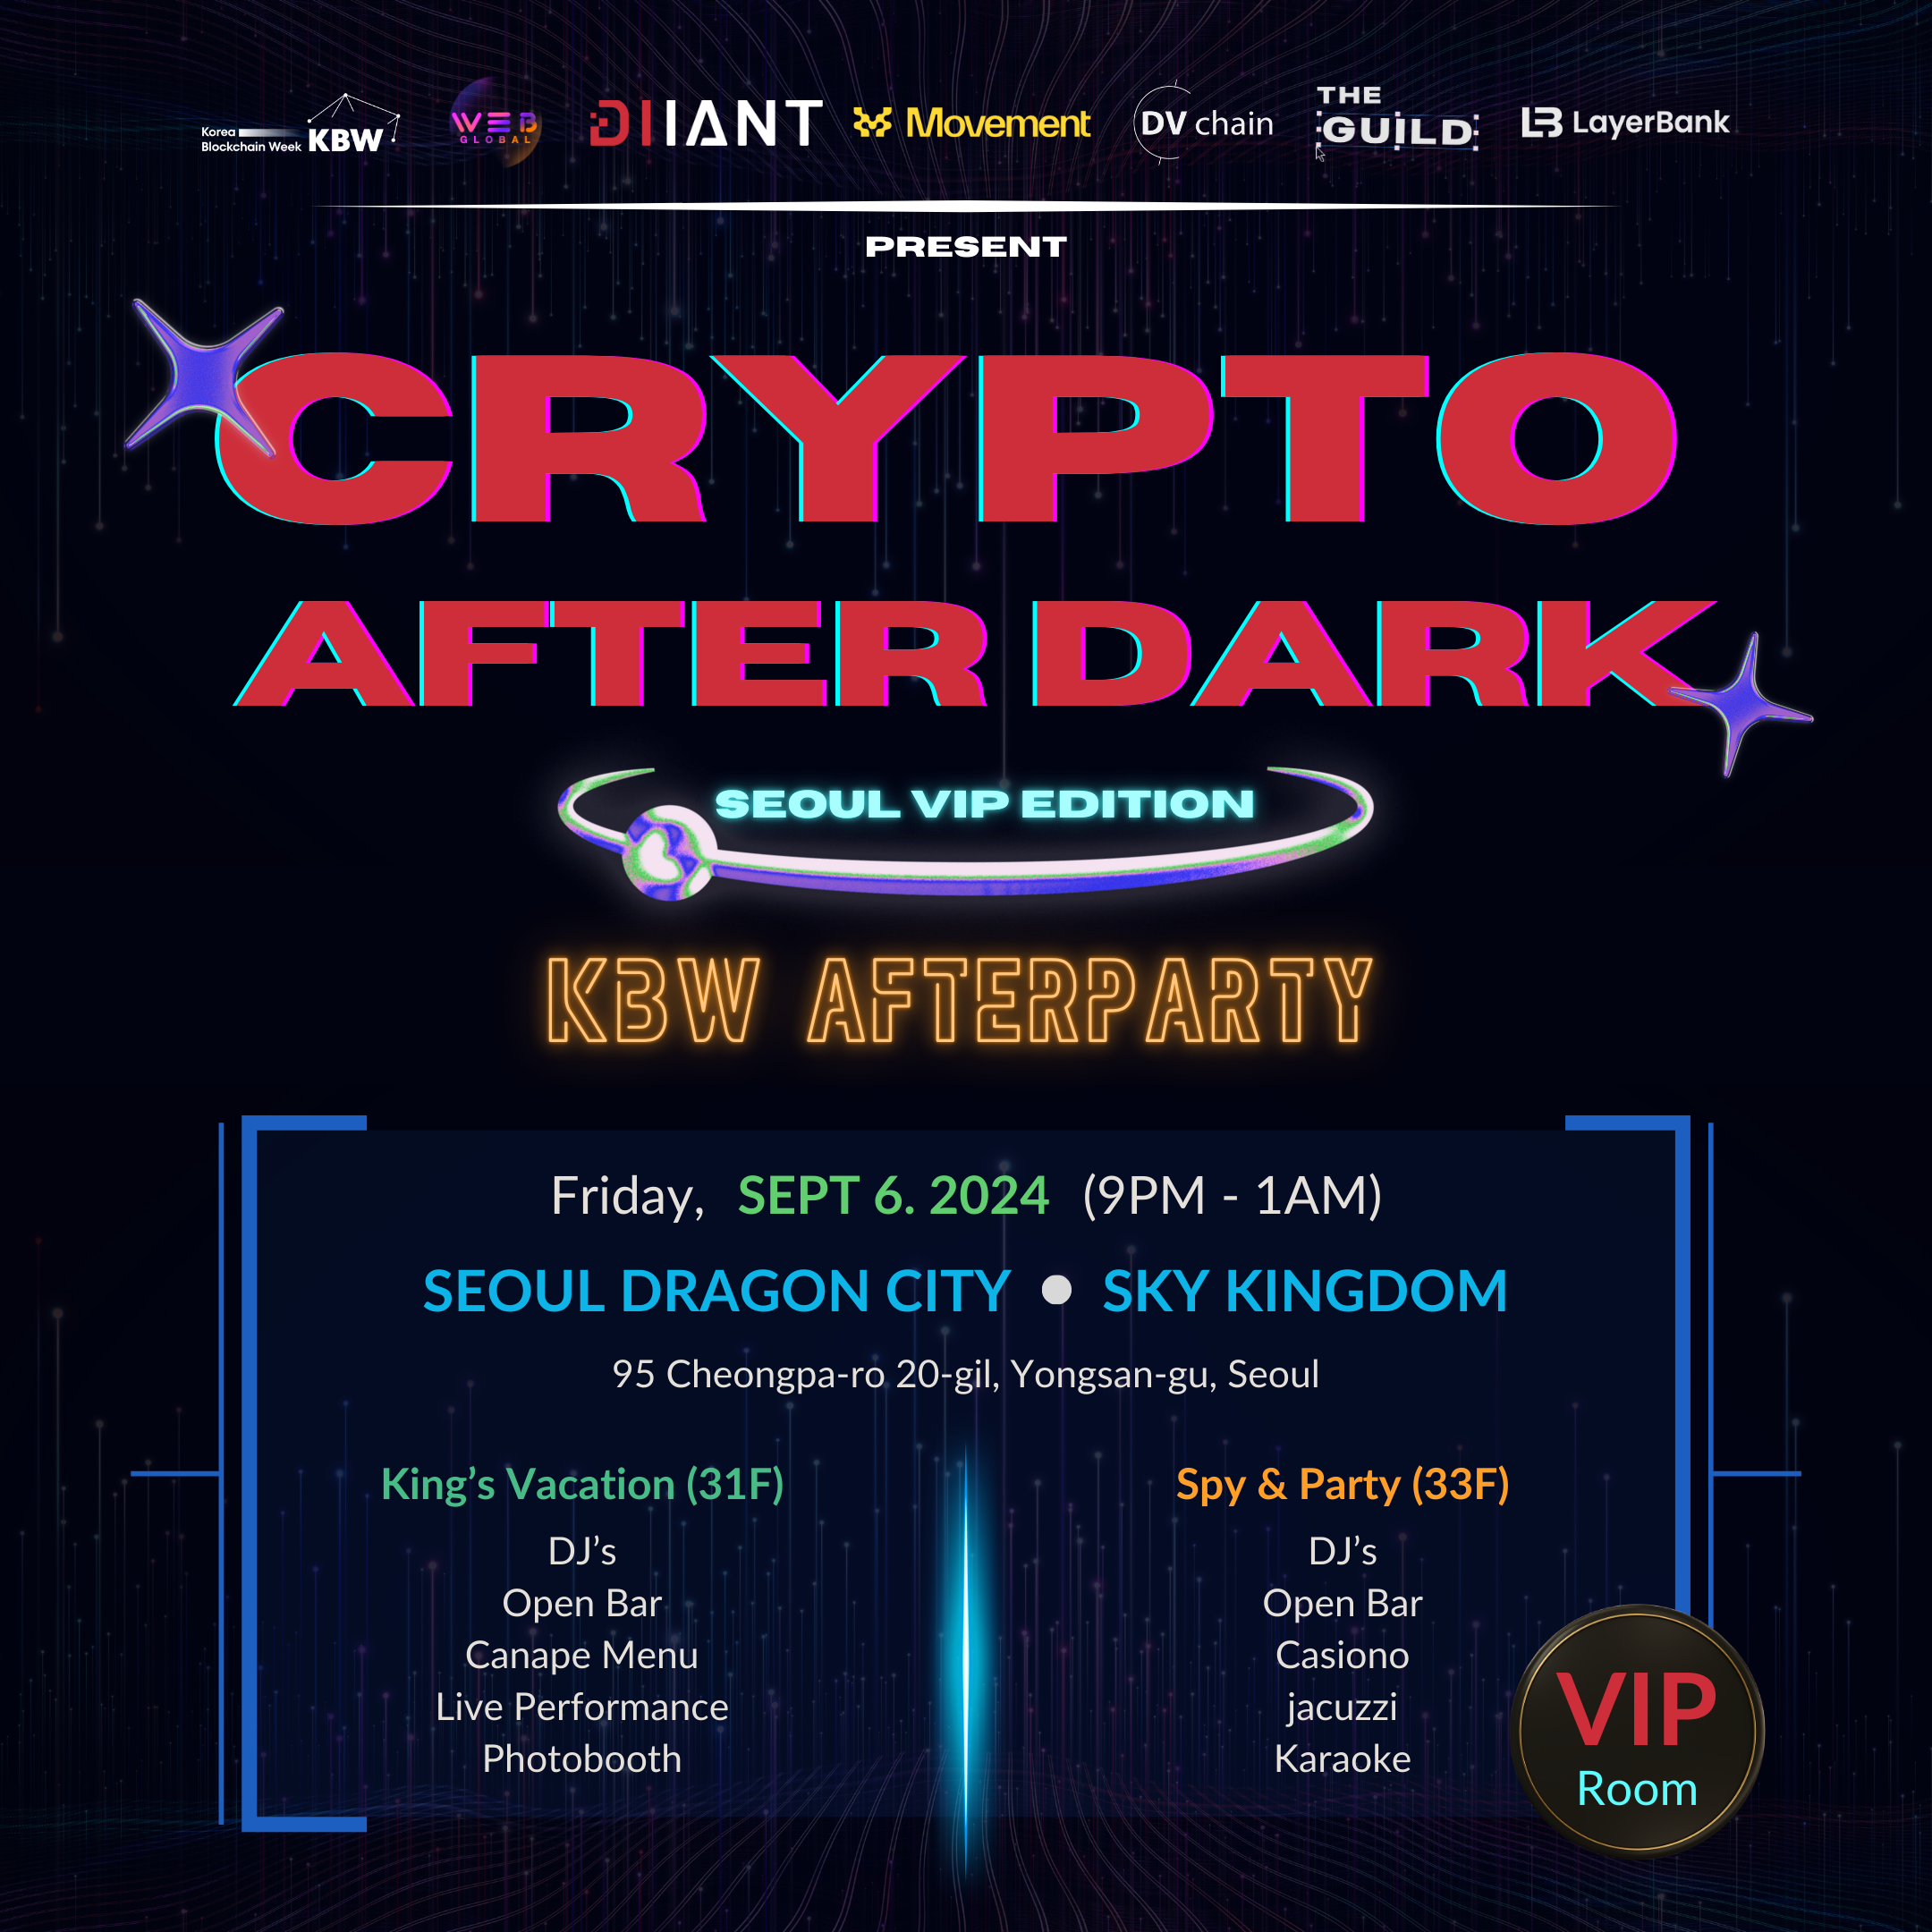 Korea
Blockchain Week KBW
WEB
GLOBAL
DIIANT
Movement
DV chain
THE
GUILD
LayerBank
PRESENT
CRYPTO
AFTER DARK
SEOUL VIP EDITION
KBW AFTERPARTY
Friday, SEPT 6. 2024 (9PM - 1AM)
SEOUL DRAGON CITY ● SKY KINGDOM
95 Cheongpa-ro 20-gil, Yongsan-gu, Seoul
King's Vacation (31F)
DJ's
Open Bar
Canape Menu
Live Performance
Photobooth
Spy & Party (33F)
DJ's
Open Bar
Casiono
jacuzzi
Karaoke
VIP
Room